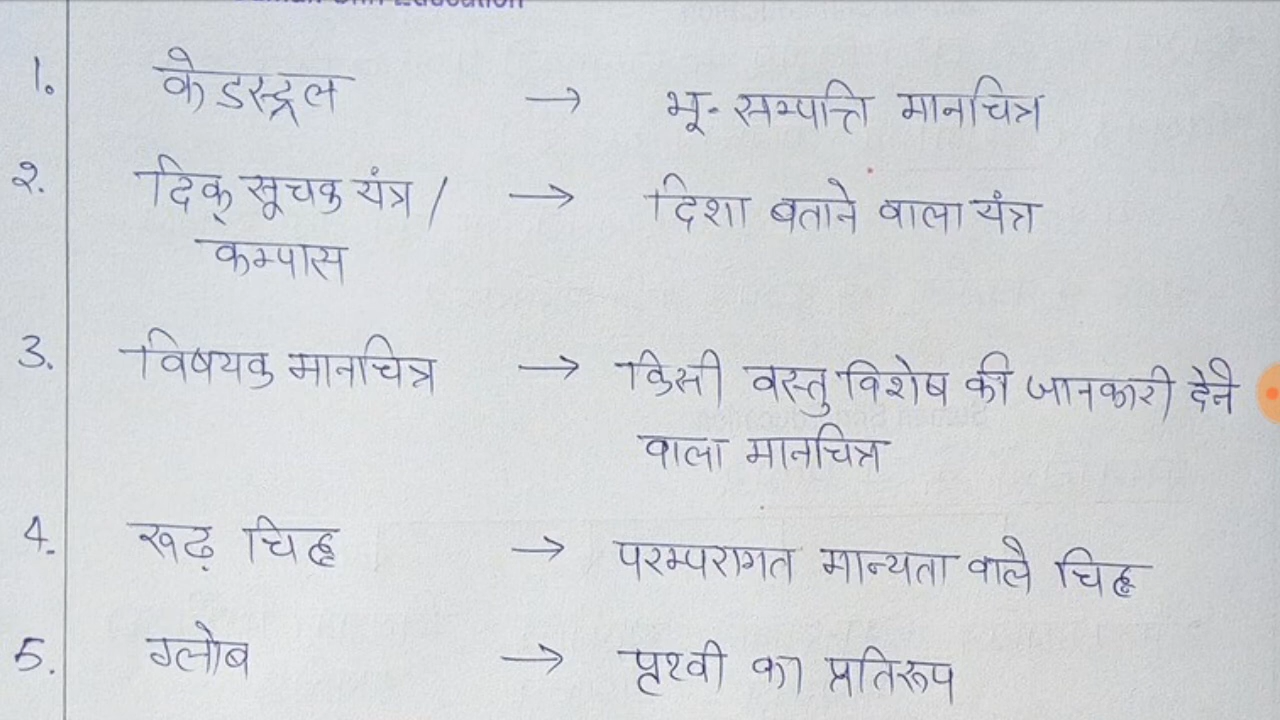 1. केडस्ट्रल → भू-सम्पत्ति मानचित्र
२. दिक् सूचक यंत्र / → दिशा बताने वाला यंत्र
कम्पास
3. विषयक मानचित्र → किसी वस्तु विशेष की जानकारी देने
वाला मानचित्र
4. रूढ़ चिह्न → परम्परागत मान्यता वाले चिह्न
5. ग्लोब → पृथ्वी का प्रतिरूप